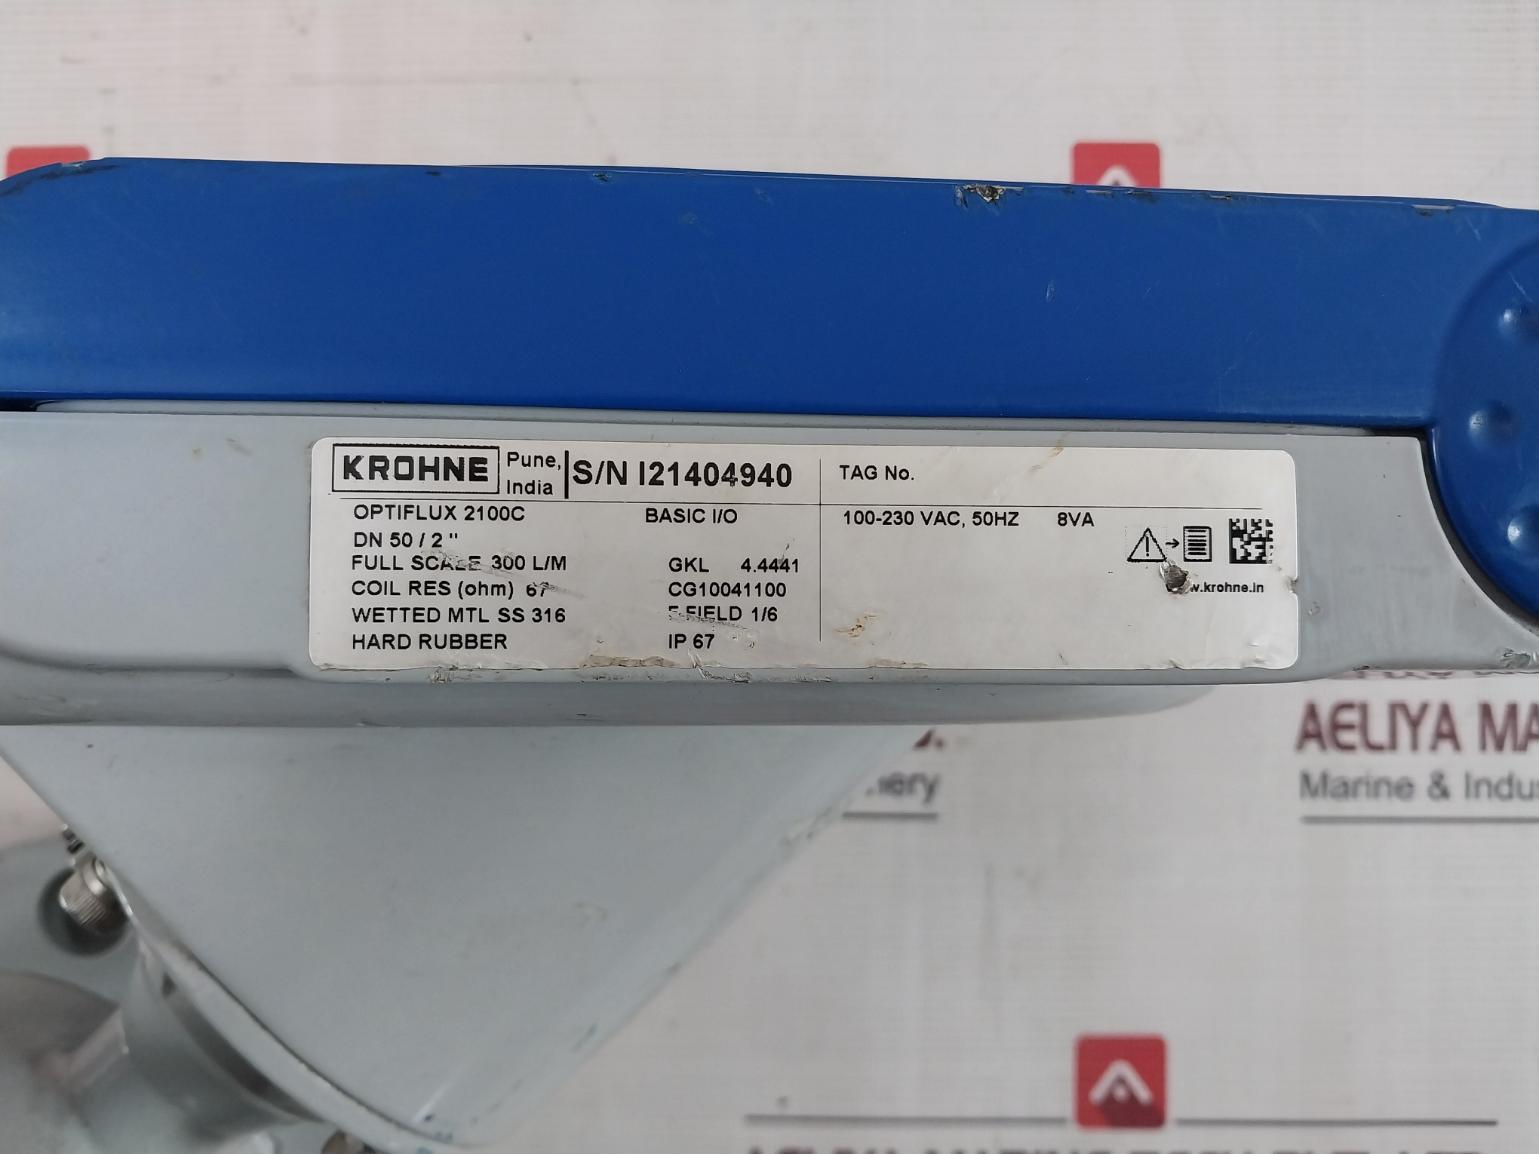 KROHNE
Pune,
India
S/N I21404940
TAG No.
OPTIFLUX 2100C
BASIC I/O
100-230 VAC, 50HZ 8VA
DN 50 / 2 "
FULL SCALE 300 L/M
GKL 4.4441
COIL RES (ohm) 67
CG10041100
.krohne.in
WETTED MTL SS 316
FIELD 1/6
HARD RUBBER
IP 67
AELIYA MA
Marine & Indus